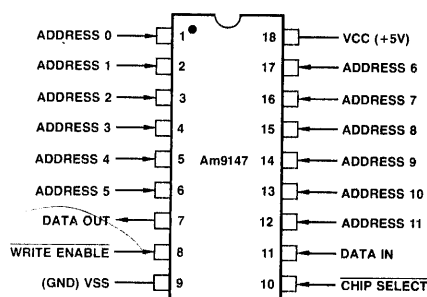 ADDRESS 0 1 18 VCC (+5V)
ADDRESS 1 2 17 ADDRESS 6
ADDRESS 2 3 16 ADDRESS 7
ADDRESS 3 4 15 ADDRESS 8
ADDRESS 4 5 Am9147 14 ADDRESS 9
ADDRESS 5 6 13 ADDRESS 10
DATA OUT 7 12 ADDRESS 11
WRITE ENABLE 8 11 DATA IN
(GND) VSS 9 10 CHIP SELECT